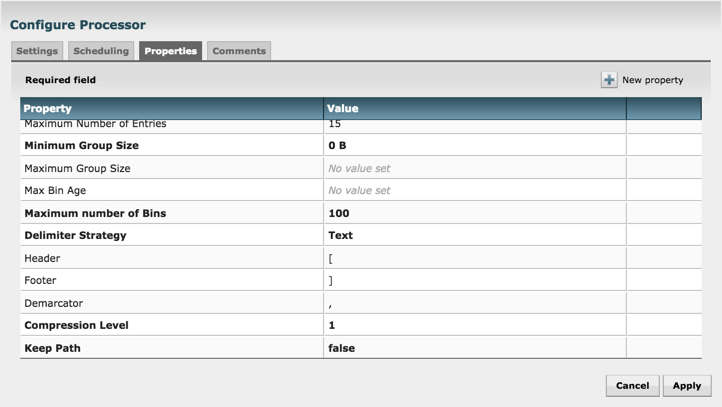 Configure Processor
Settings Scheduling Properties Comments
Required field New property
Property Value
Maximum Number of Entries 15
Minimum Group Size 0 B
Maximum Group Size No value set
Max Bin Age No value set
Maximum number of Bins 100
Delimiter Strategy Text
Header [
Footer ]
Demarcator ,
Compression Level 1
Keep Path false
Cancel Apply